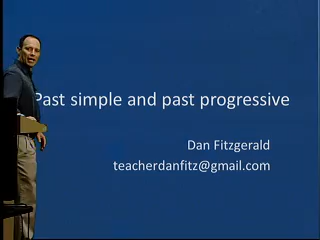 Past simple and past progressive
Dan Fitzgerald
teacherdanfitz@gmail.com